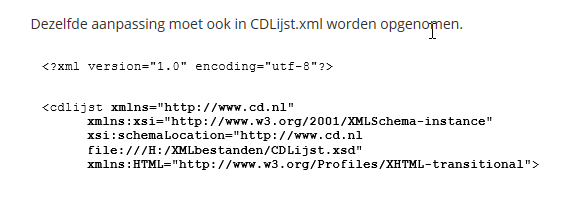 Dezelfde aanpassing moet ook in CDLijst.xml worden opgenomen.
<?xml version="1.0" encoding="utf-8"?>
<cdlijst xmlns="http://www.cd.nl"
xmlns:xsi="http://www.w3.org/2001/XMLSchema-instance"
xsi:schemaLocation="http://www.cd.nl
file:///H:/XMLbestanden/CDLijst.xsd"
xmlns:HTML="http://www.w3.org/Profiles/XHTML-transitional">